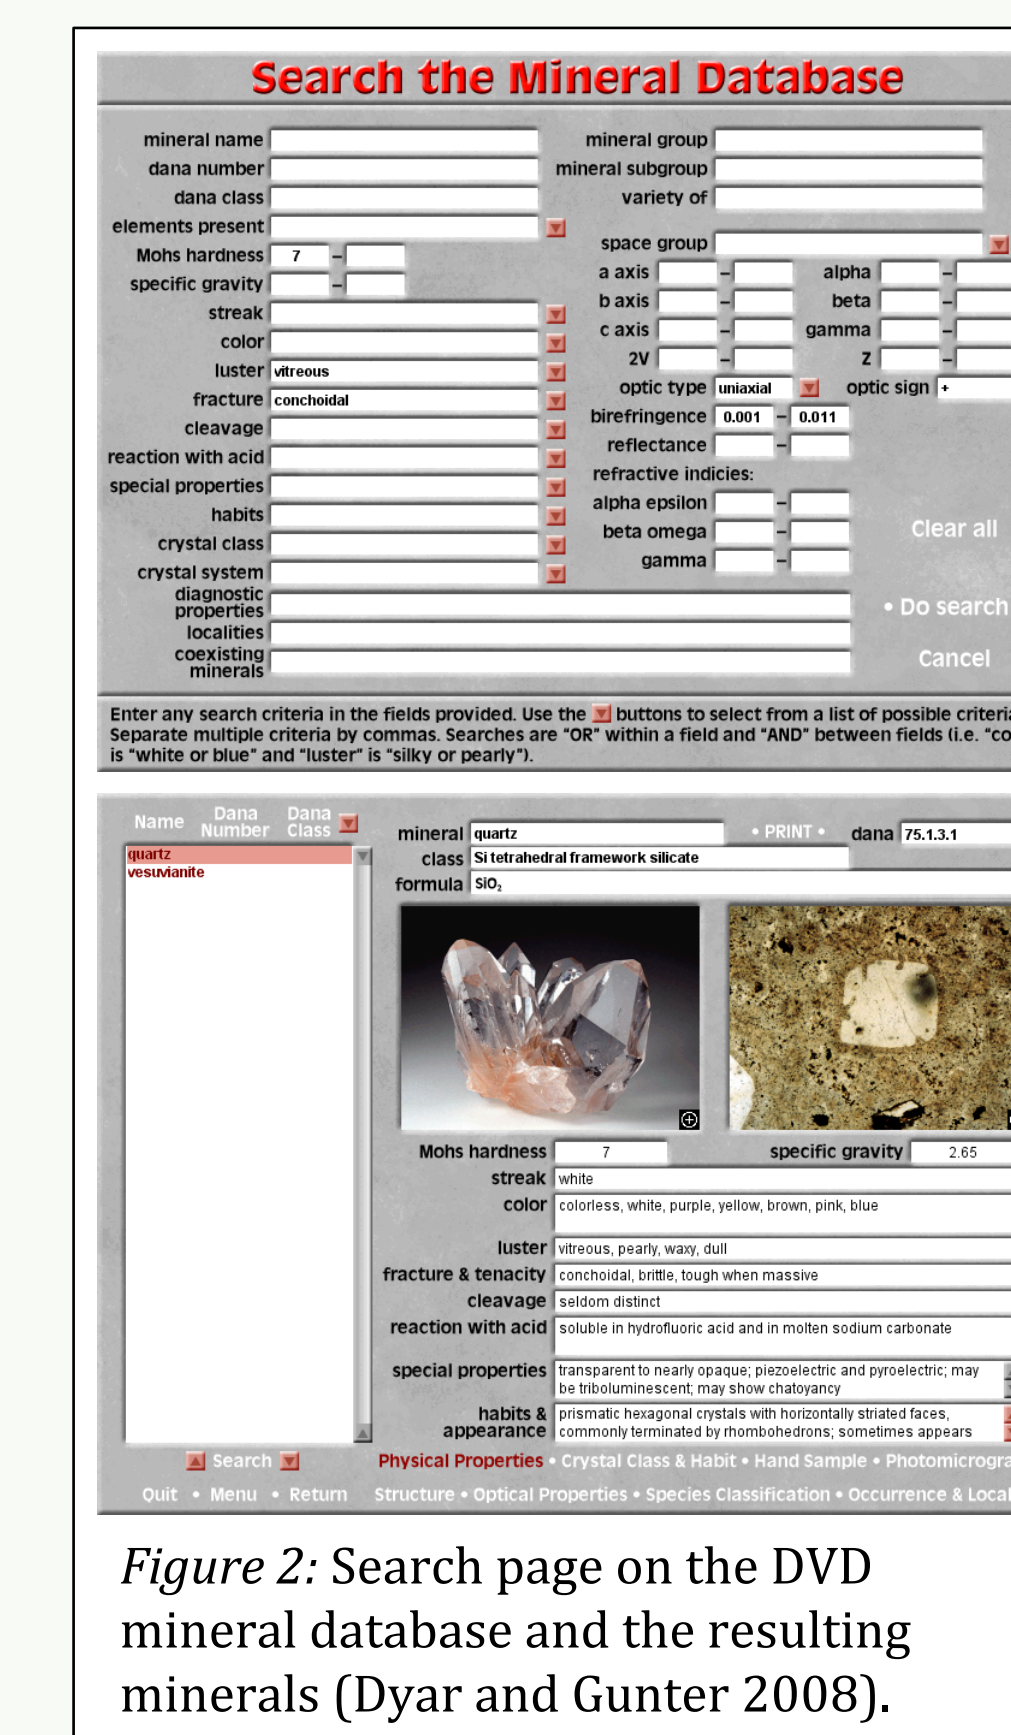 Search the Mineral Database
mineral name
dana number
dana class
elements present
Mohs hardness 7 –
specific gravity –
streak
color
luster vitreous
fracture conchoidal
cleavage
reaction with acid
special properties
habits
crystal class
crystal system
diagnostic
properties
localities
coexisting
minerals
mineral group
mineral subgroup
variety of
space group
a axis – alpha –
b axis – beta –
c axis – gamma –
2V – Z –
optic type uniaxial optic sign +
birefringence 0.001 – 0.011
reflectance –
refractive indicies:
alpha epsilon –
beta omega –
gamma –
Clear all
• Do search
Cancel
Enter any search criteria in the fields provided. Use the buttons to select from a list of possible criteri
Separate multiple criteria by commas. Searches are "OR" within a field and "AND" between fields (i.e. "co
is "white or blue" and "luster" is "silky or pearly").
Name Dana Number Dana Class
quartz
vesuvianite
mineral quartz • PRINT • dana 75.1.3.1
class Si tetrahedral framework silicate
formula SiO₂
Mohs hardness 7 specific gravity 2.65
streak white
color colorless, white, purple, yellow, brown, pink, blue
luster vitreous, pearly, waxy, dull
fracture & tenacity conchoidal, brittle, tough when massive
cleavage seldom distinct
reaction with acid soluble in hydrofluoric acid and in molten sodium carbonate
special properties transparent to nearly opaque; piezoelectric and pyroelectric; may
be triboluminescent; may show chatoyancy
habits & appearance prismatic hexagonal crystals with horizontally striated faces,
commonly terminated by rhombohedrons; sometimes appears
Search
Physical Properties • Crystal Class & Habit • Hand Sample • Photomicrogra
Quit • Menu • Return
Structure • Optical Properties • Species Classification • Occurrence & Local
Figure 2: Search page on the DVD
mineral database and the resulting
minerals (Dyar and Gunter 2008).